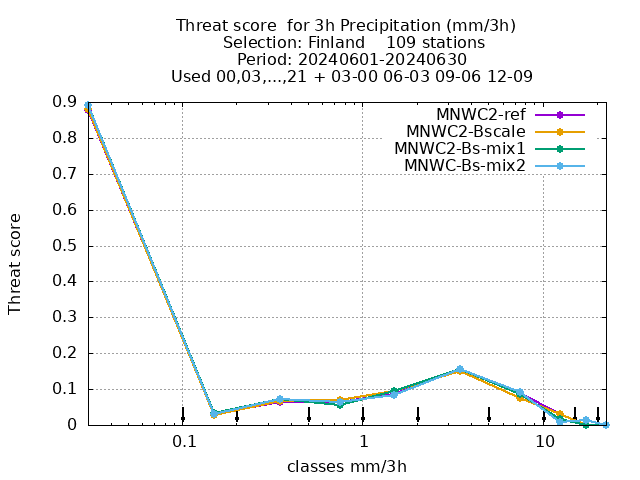 Threat score  for 3h Precipitation (mm/3h)
Selection: Finland    109 stations
Period: 20240601-20240630
Used 00,03,...,21 + 03-00 06-03 09-06 12-09
MNWC2-ref
MNWC2-Bscale
MNWC2-Bs-mix1
MNWC-Bs-mix2
Threat score
0.9
0.8
0.7
0.6
0.5
0.4
0.3
0.2
0.1
0
0.1 1 10
classes mm/3h